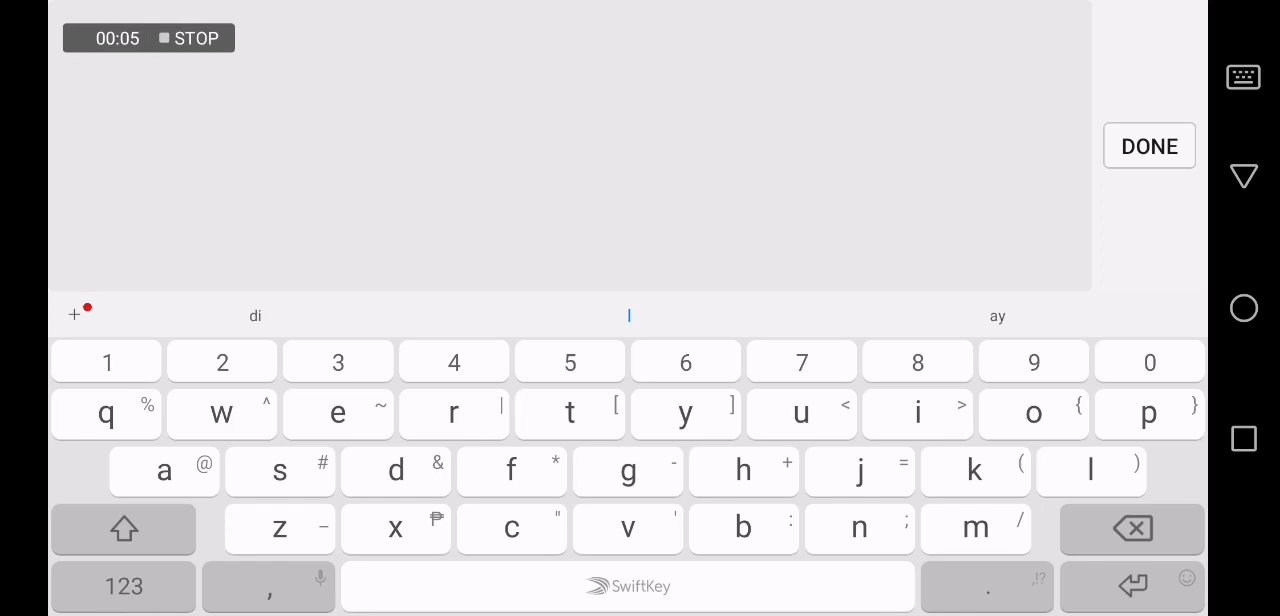 00:05 STOP
DONE
+ di l ay
1 2 3 4 5 6 7 8 9 0
q % w ^ e ~ r | t [ y ] u < i > o { p }
a @ s # d & f * g - h + j = k ( l )
z _ x ₱ c " v ' b : n ; m /
123 , SwiftKey . ,!?